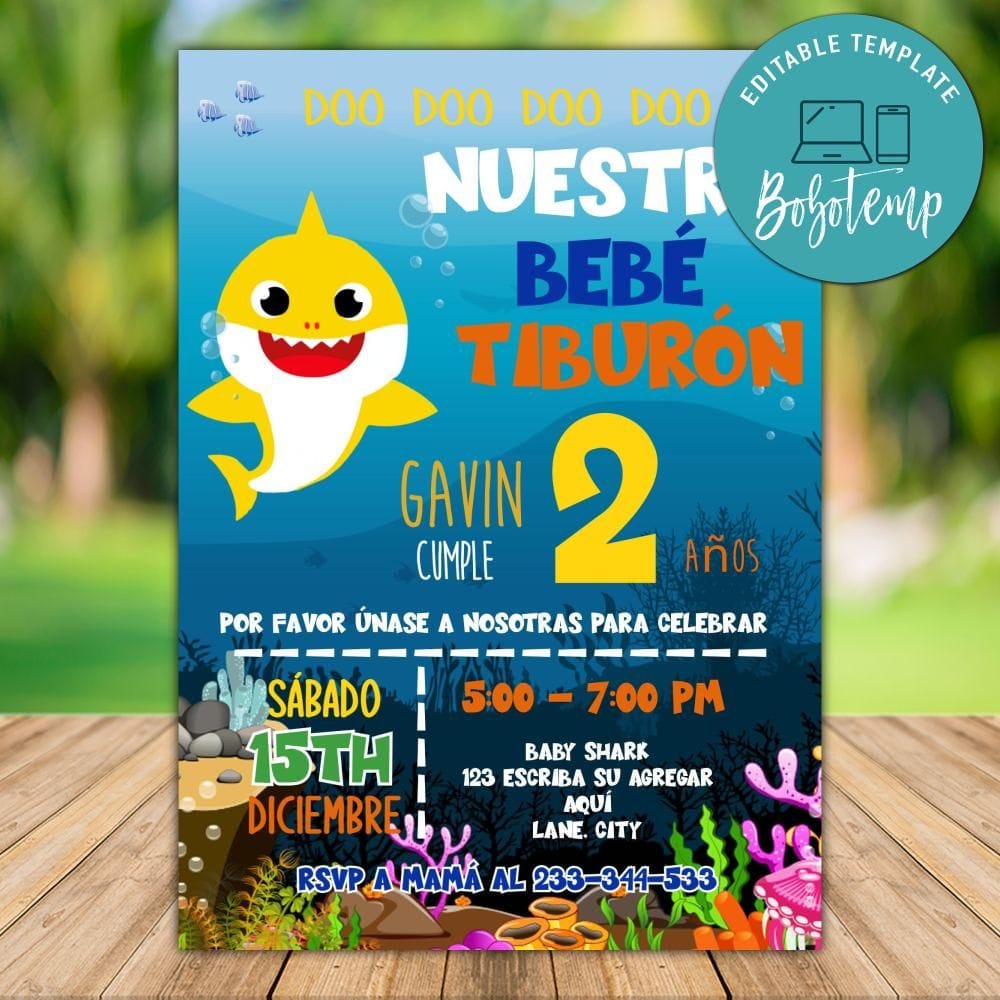 EDITABLE TEMPLATE
Bobotemp
DOO DOO DOO DOO
BEBÉ
TIBURÓN
GAVIN
CUMPLE
2
AÑOS
POR FAVOR ÚNASE A NOSOTRAS PARA CELEBRAR
SÁBADO
15TH
DICIEMBRE
5:00 – 7:00 PM
BABY SHARK
123 ESCRIBA SU AGREGAR
AQUÍ
LANE. CITY
RSVP A MAMÁ AL 233-344-533